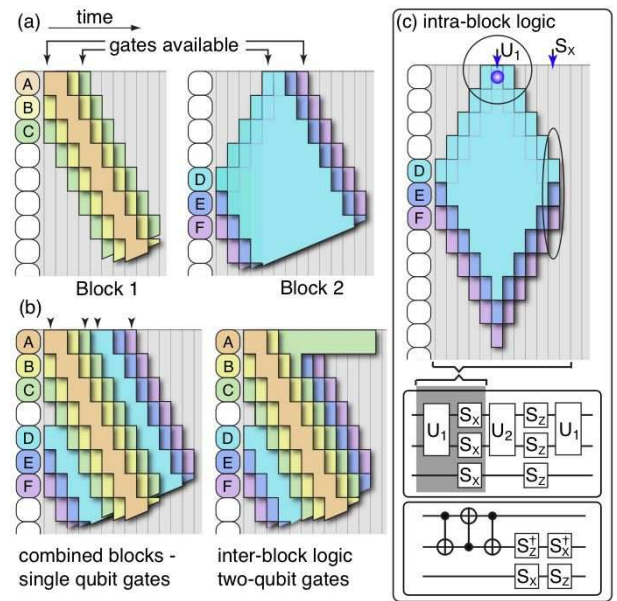 (a)
time
gates available
A
B
C
D
E
F
Block 1
Block 2
(b)
A
B
C
D
E
F
A
B
C
D
E
F
combined blocks -
single qubit gates
inter-block logic
two-qubit gates
(c) intra-block logic
U1
SX
D
E
F
U1 SX U2 SZ U1
SX SZ
SX SZ
S†Z S†X
SX SZ